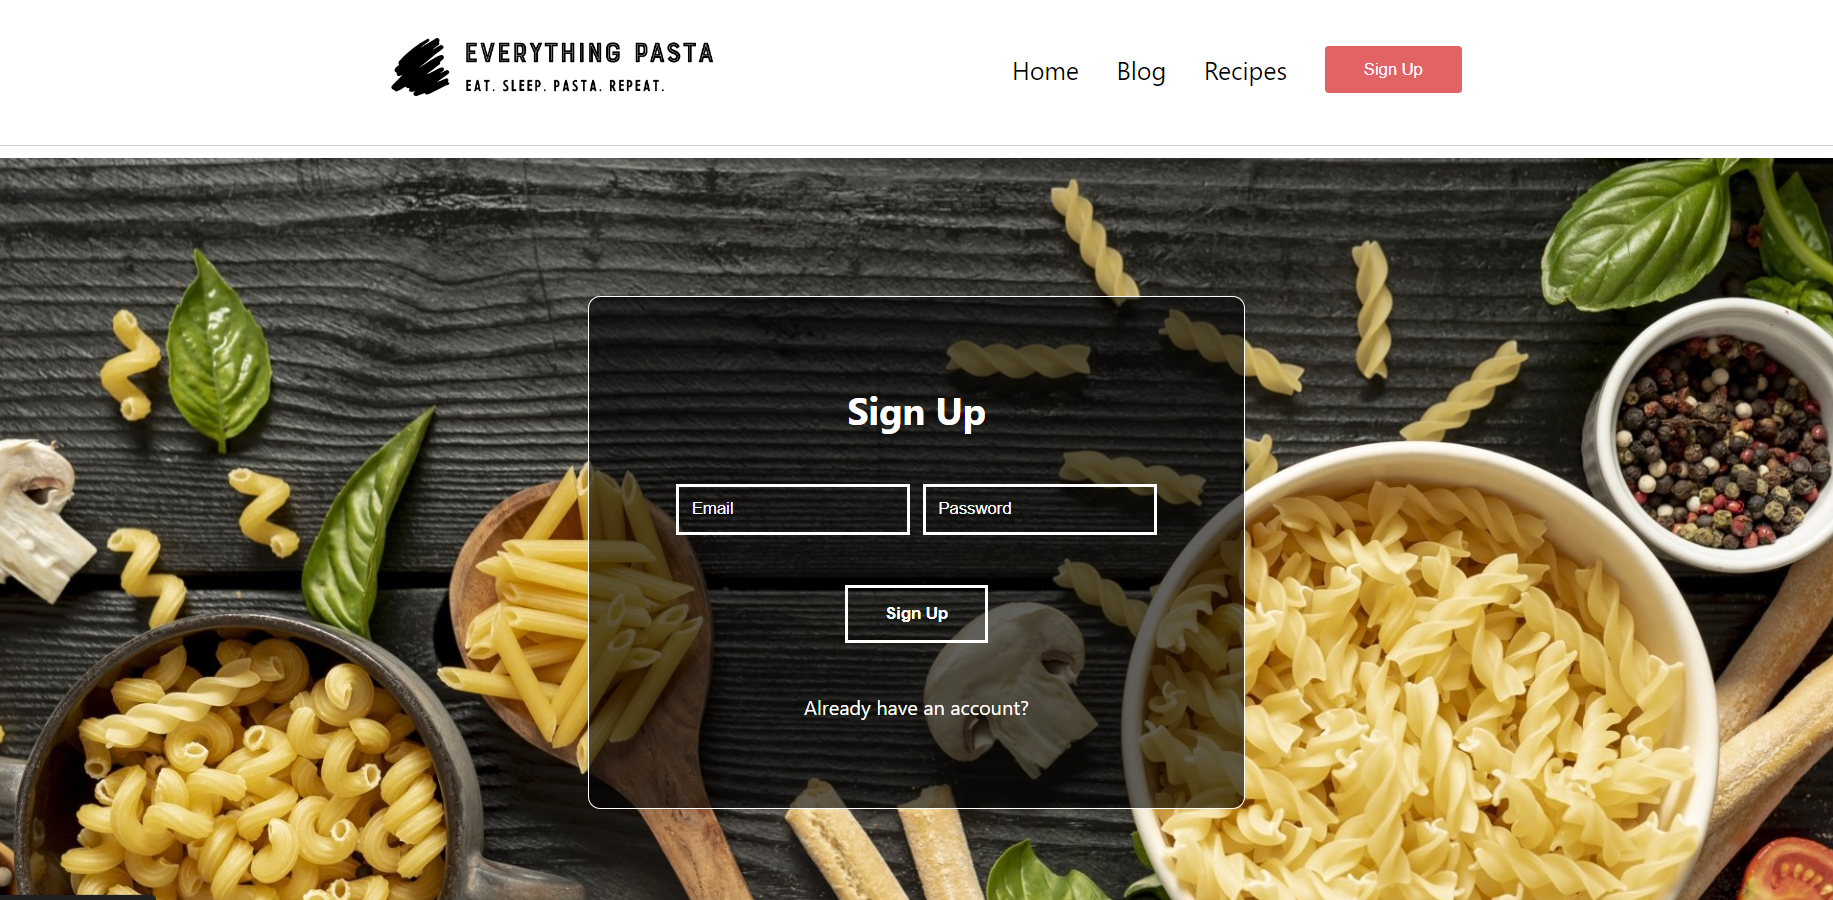 EVERYTHING PASTA
EAT. SLEEP. PASTA. REPEAT.
Home Blog Recipes Sign Up
Sign Up
Email Password
Sign Up
Already have an account?